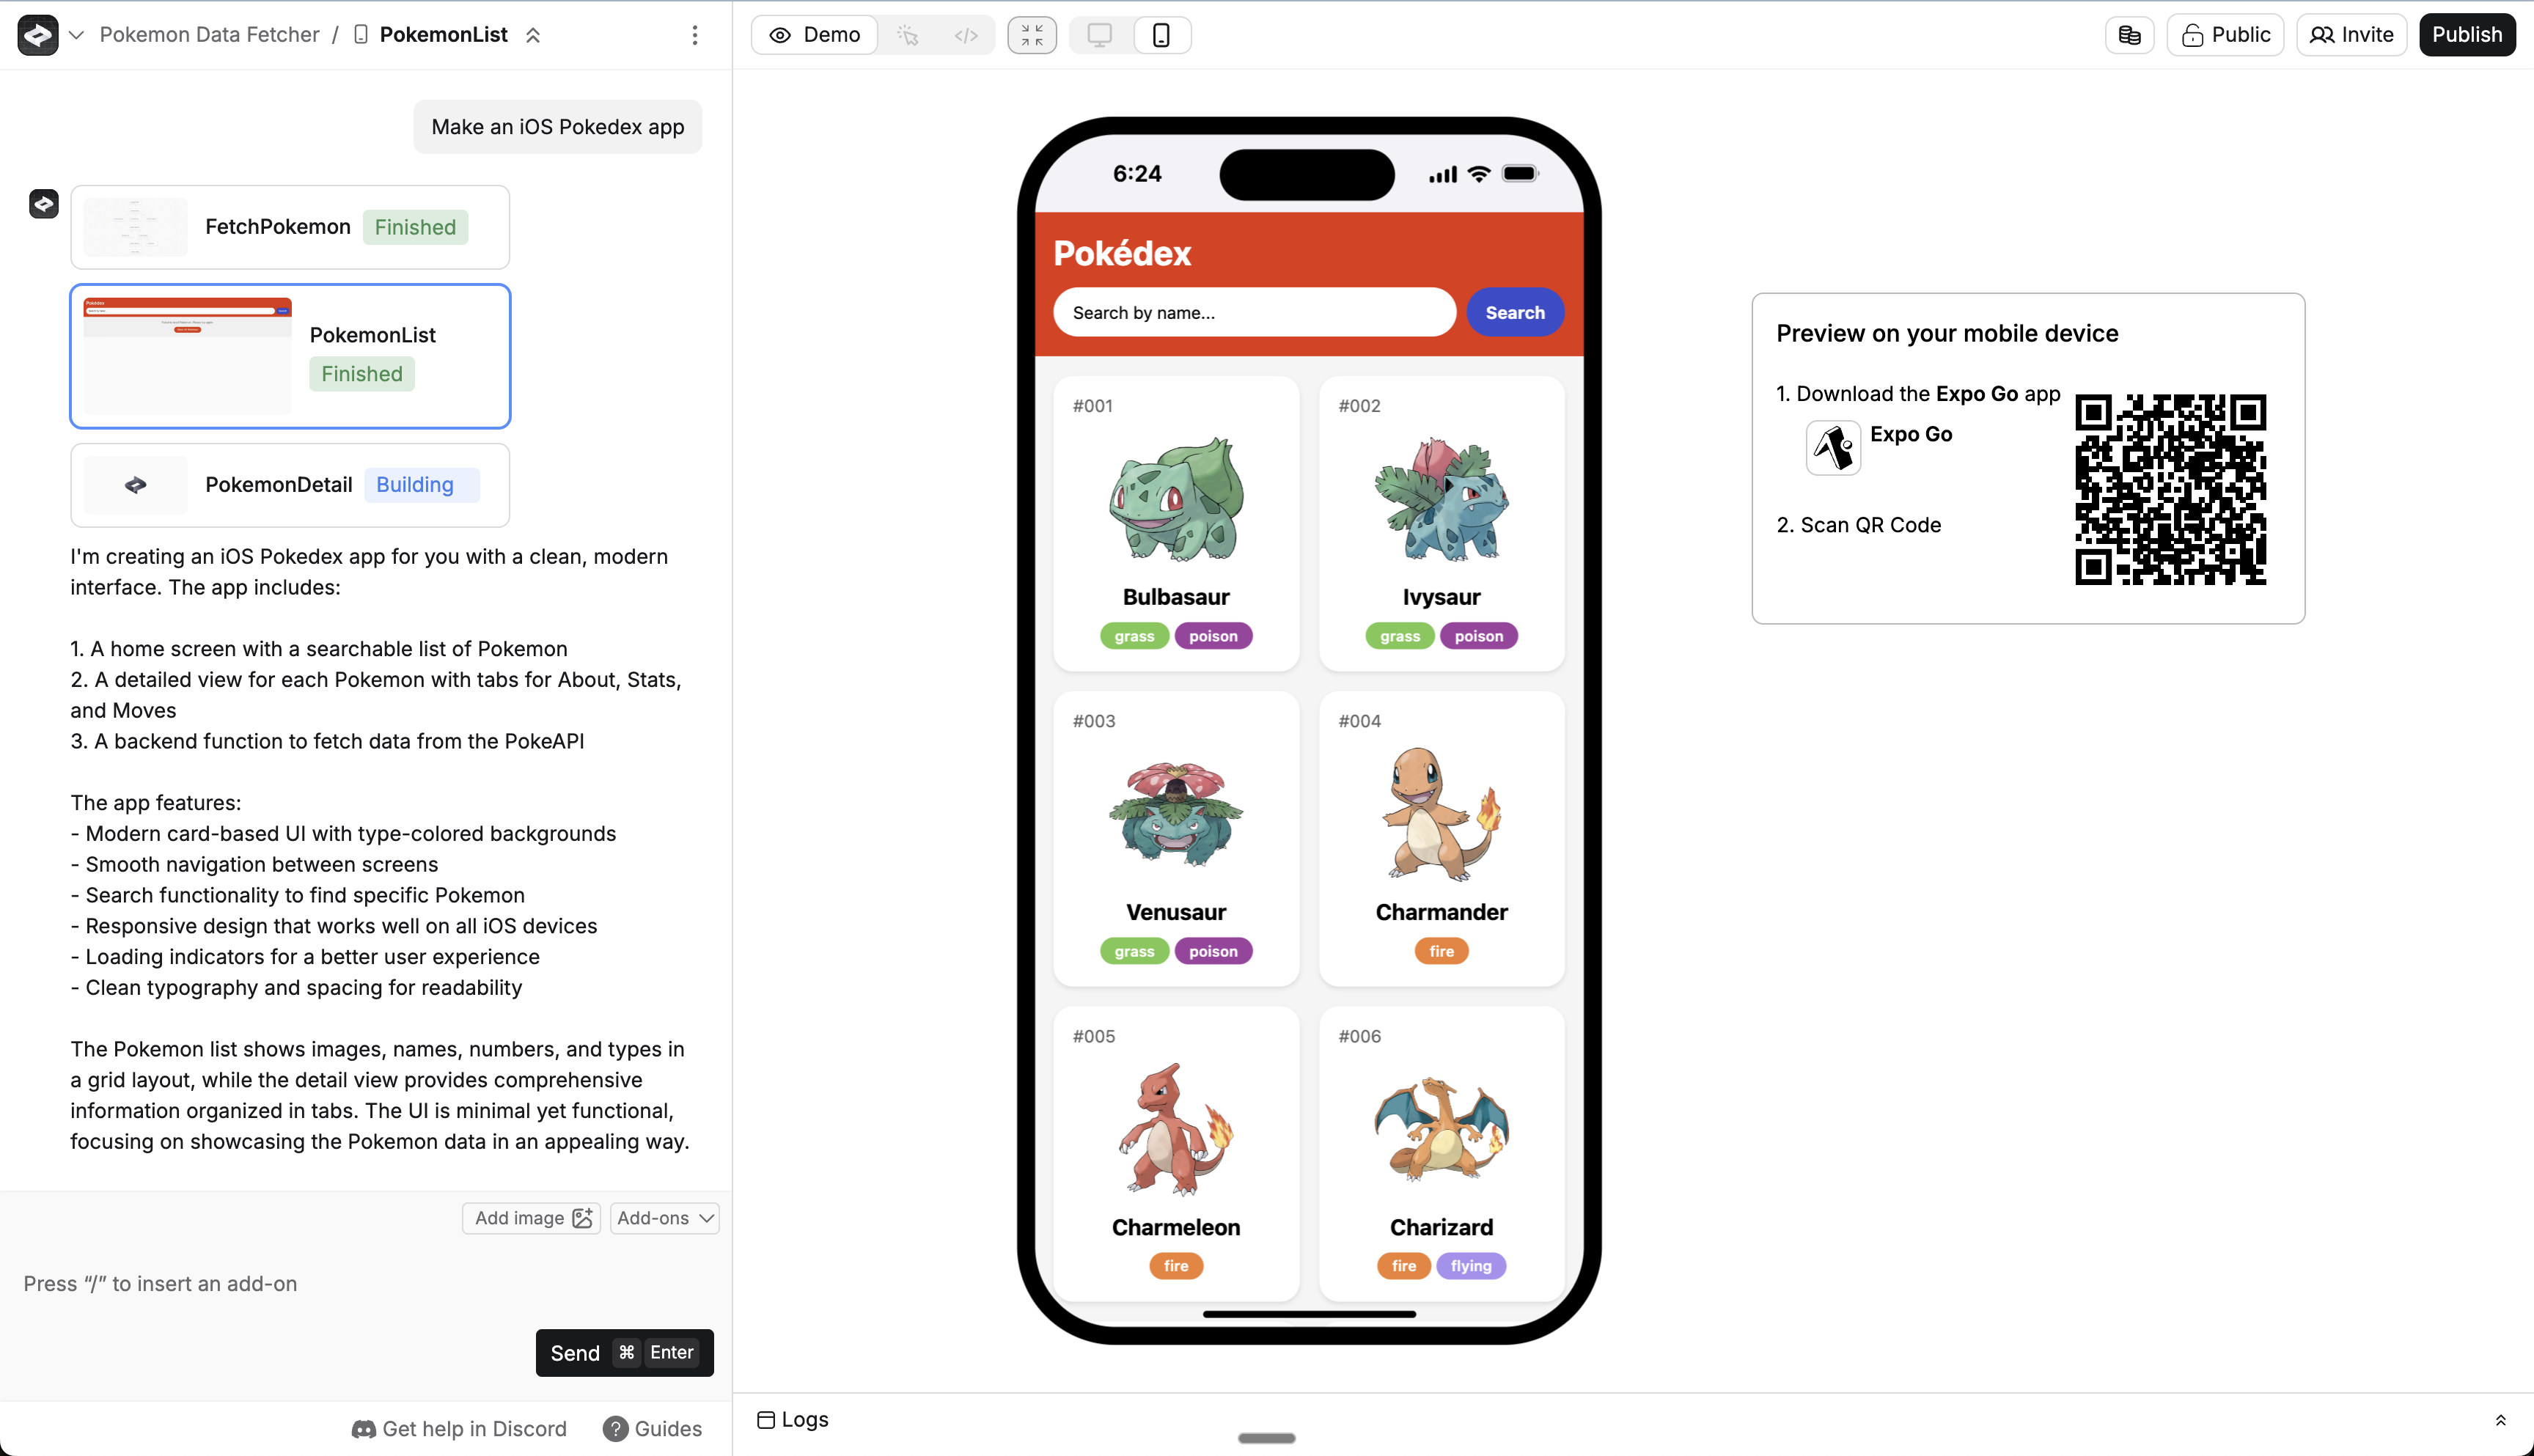 Pokemon Data Fetcher / PokemonList
Make an iOS Pokedex app
FetchPokemon Finished
PokemonList
Finished
PokemonDetail Building
I'm creating an iOS Pokedex app for you with a clean, modern
interface. The app includes:
1. A home screen with a searchable list of Pokemon
2. A detailed view for each Pokemon with tabs for About, Stats,
and Moves
3. A backend function to fetch data from the PokeAPI
The app features:
- Modern card-based UI with type-colored backgrounds
- Smooth navigation between screens
- Search functionality to find specific Pokemon
- Responsive design that works well on all iOS devices
- Loading indicators for a better user experience
- Clean typography and spacing for readability
The Pokemon list shows images, names, numbers, and types in
a grid layout, while the detail view provides comprehensive
information organized in tabs. The UI is minimal yet functional,
focusing on showcasing the Pokemon data in an appealing way.
Add image Add-ons
Press “/” to insert an add-on
Send ⌘ Enter
Get help in Discord ? Guides
Demo </> Public Invite Publish
6:24
Pokédex
Search by name... Search
#001 #002
Bulbasaur Ivysaur
grass poison grass poison
#003 #004
Venusaur Charmander
grass poison fire
#005 #006
Charmeleon Charizard
fire fire flying
Preview on your mobile device
1. Download the Expo Go app
Expo Go
2. Scan QR Code
Logs